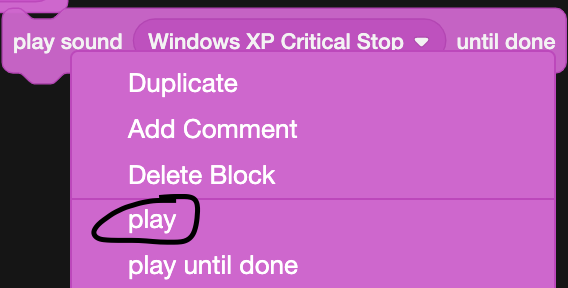 play sound Windows XP Critical Stop until done
Duplicate
Add Comment
Delete Block
play
play until done